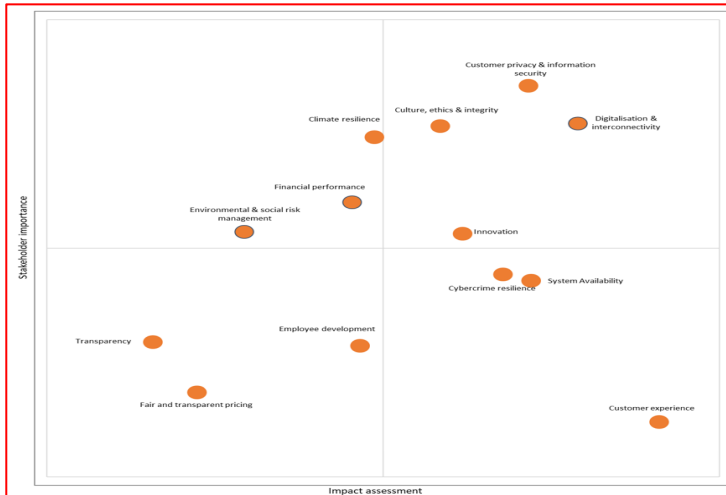 Customer privacy & information
security
Culture, ethics & integrity
Digitalisation &
interconnectivity
Climate resilience
Financial performance
Environmental & social risk
management
Innovation
Stakeholder importance
System Availability
Cybercrime resilience
Employee development
Transparency
Fair and transparent pricing
Customer experience
Impact assessment